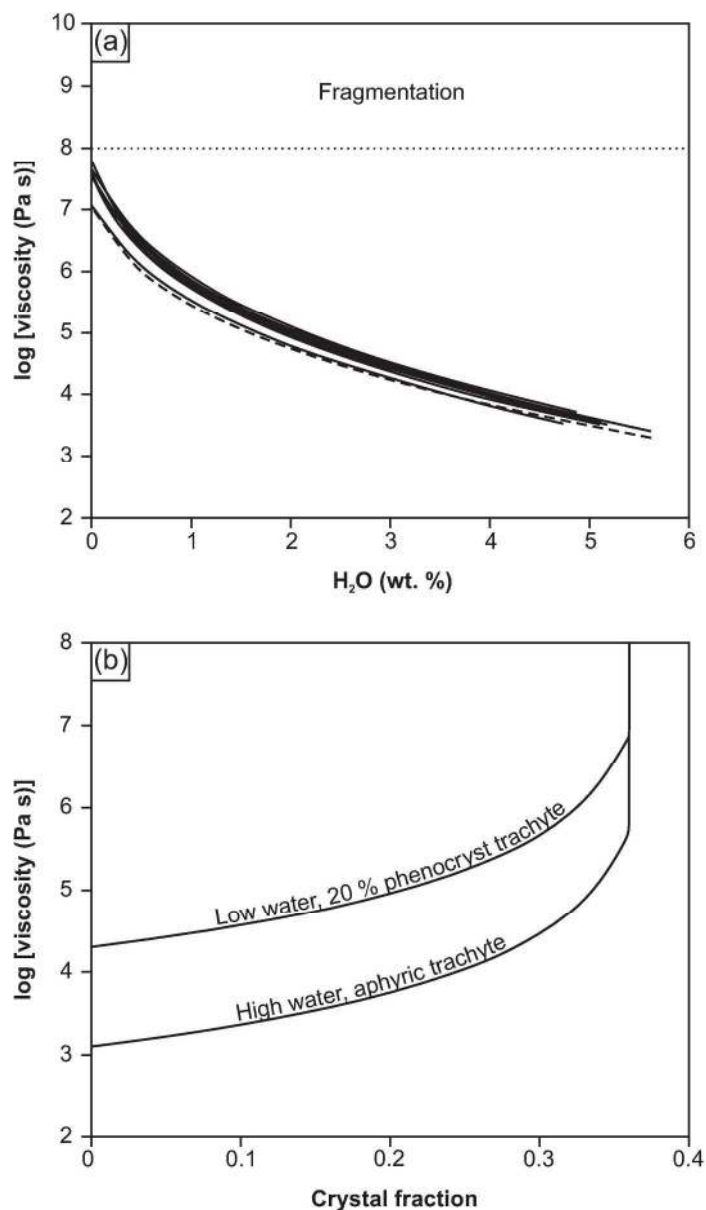 (a)
Fragmentation
10
9
8
7
6
5
4
3
2
0 1 2 3 4 5 6
log [viscosity (Pa s)]
H₂O (wt. %)
(b)
8
7
6
5
4
3
2
Low water, 20 % phenocryst trachyte
High water, aphyric trachyte
0 0.1 0.2 0.3 0.4
log [viscosity (Pa s)]
Crystal fraction